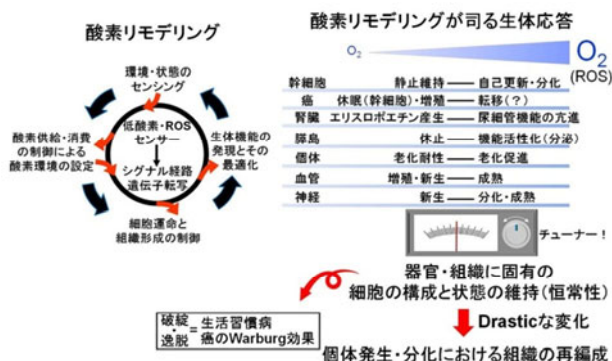 酸素リモデリング
環境・状態の
センシング
酸素供給・消費
の制御による
酸素環境の設定
低酸素・ROS
センサー
シグナル経路
遺伝子転写
生体機能の
発現とその
最適化
細胞運命と
組織形成の制御
酸素リモデリングが司る生体応答
O₂ O₂
(ROS)
幹細胞 静止維持 自己更新・分化
癌 休眠(幹細胞)・増殖 転移(?)
腎臓 エリスロポエチン産生 尿細管機能の亢進
膵島 休止 機能活性化(分泌)
個体 老化耐性 老化促進
血管 増殖・新生 成熟
神経 新生 分化・成熟
チューナー!
器官・組織に固有の
細胞の構成と状態の維持(恒常性)
破綻・逸脱 = 生活習慣病
癌のWarburg効果
Drasticな変化
個体発生・分化における組織の再編成